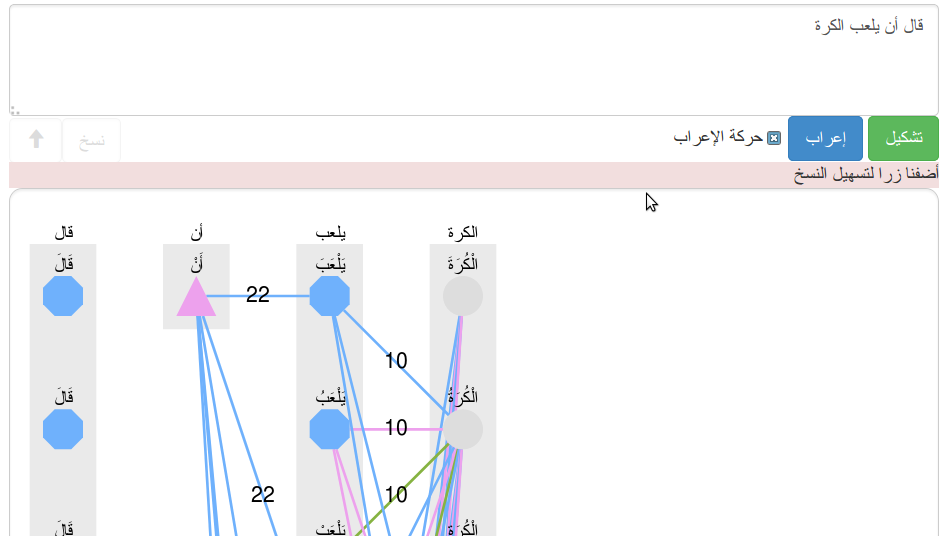 قال أن يلعب الكرة
تشكيل
إعراب
حركة الإعراب
نسخ
أضفنا زرا لتسهيل النسخ
قال أن يلعب الكرة
قَالَ أَنْ يَلْعَبَ الْكُرَةَ
22
10
قَالَ يَلْعَبُ الْكُرَةُ
10
22 10
قَالَ يَلْعَبْ الْكُرَةِ